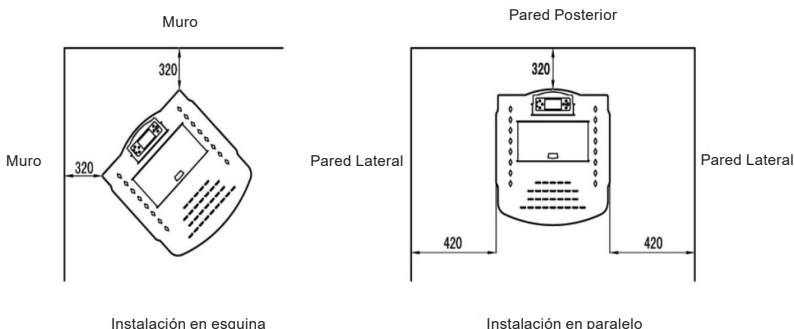 Muro
Pared Posterior
320
320
Muro
320
Pared Lateral
Pared Lateral
420
420
Instalación en esquina
Instalación en paralelo